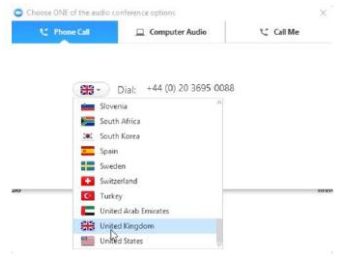 Choose ONE of the audio conference options
Phone Call
Computer Audio
Call Me
Dial: +44 (0) 20 3695 0088
Slovenia
South Africa
South Korea
Spain
Sweden
Switzerland
Turkey
United Arab Emirates
United Kingdom
United States